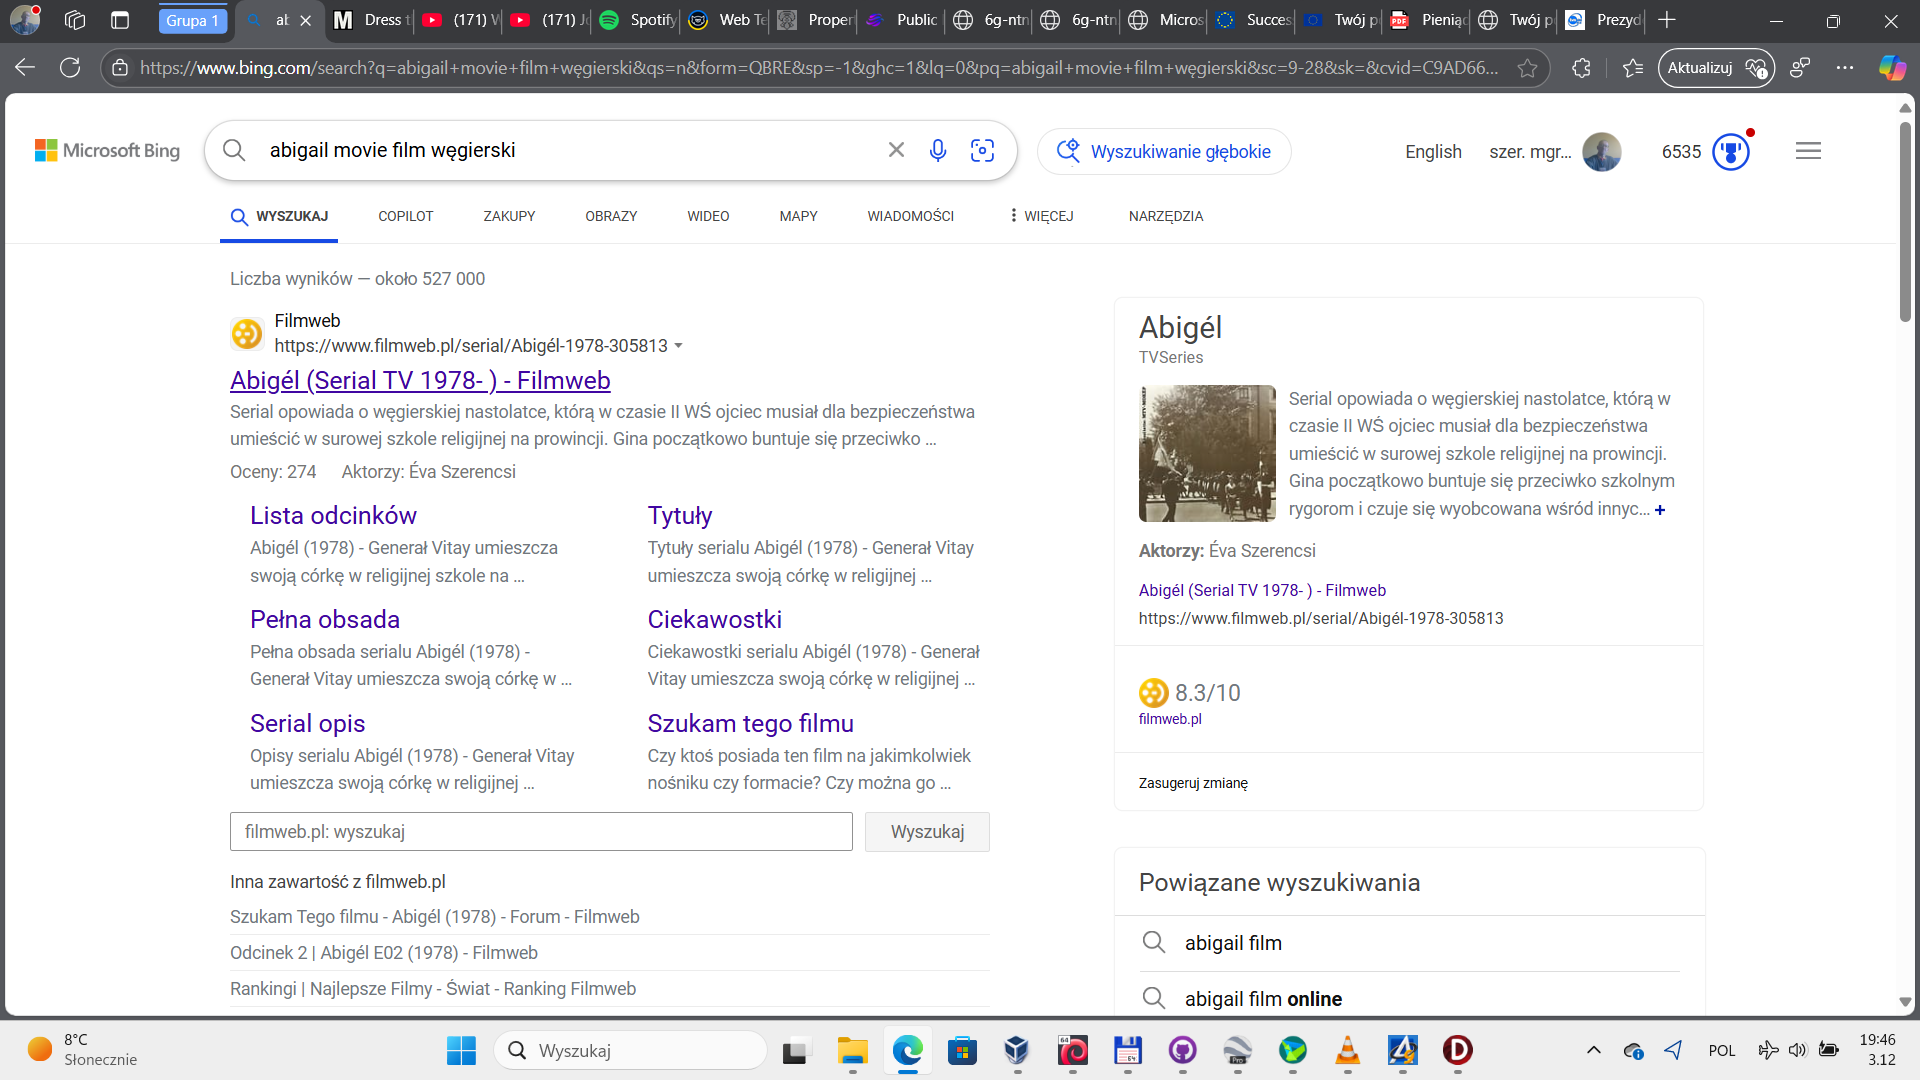 Grupa 1
ab
Dress t
(171) W
(171) Jo
Spotify
Web Te
Proper
Public
6g-ntn
6g-ntn
Micros
Succes
Twój p
Pienią
Twój p
Prezyd
https://www.bing.com/search?q=abigail+movie+film+węgierski&qs=n&form=QBRE&sp=-1&ghc=1&lq=0&pq=abigail+movie+film+węgierski&sc=9-28&sk=&cvid=C9AD66...
Aktualizuj
Microsoft Bing
abigail movie film węgierski
Wyszukiwanie głębokie
English
szer. mgr...
6535
WYSZUKAJ
COPILOT
ZAKUPY
OBRAZY
WIDEO
MAPY
WIADOMOŚCI
WIĘCEJ
NARZĘDZIA
Liczba wyników — około 527 000
Filmweb
https://www.filmweb.pl/serial/Abigél-1978-305813
Abigél (Serial TV 1978- ) - Filmweb
Serial opowiada o węgierskiej nastolatce, którą w czasie II WŚ ojciec musiał dla bezpieczeństwa
umieścić w surowej szkole religijnej na prowincji. Gina początkowo buntuje się przeciwko ...
Oceny: 274
Aktorzy: Éva Szerencsi
Lista odcinków
Abigél (1978) - Generał Vitay umieszcza
swoją córkę w religijnej szkole na ...
Tytuły
Tytuły serialu Abigél (1978) - Generał Vitay
umieszcza swoją córkę w religijnej ...
Pełna obsada
Pełna obsada serialu Abigél (1978) -
Generał Vitay umieszcza swoją córkę w ...
Ciekawostki
Ciekawostki serialu Abigél (1978) - Generał
Vitay umieszcza swoją córkę w religijnej ...
Serial opis
Opisy serialu Abigél (1978) - Generał Vitay
umieszcza swoją córkę w religijnej ...
Szukam tego filmu
Czy ktoś posiada ten film na jakimkolwiek
nośniku czy formacie? Czy można go ...
filmweb.pl: wyszukaj
Wyszukaj
Inna zawartość z filmweb.pl
Szukam Tego filmu - Abigél (1978) - Forum - Filmweb
Odcinek 2 | Abigél E02 (1978) - Filmweb
Rankingi | Najlepsze Filmy - Świat - Ranking Filmweb
Abigél
TVSeries
Serial opowiada o węgierskiej nastolatce, którą w
czasie II WŚ ojciec musiał dla bezpieczeństwa
umieścić w surowej szkole religijnej na prowincji.
Gina początkowo buntuje się przeciwko szkolnym
rygorom i czuje się wyobcowana wśród innyc... +
Aktorzy: Éva Szerencsi
Abigél (Serial TV 1978- ) - Filmweb
https://www.filmweb.pl/serial/Abigél-1978-305813
8.3/10
filmweb.pl
Zasugeruj zmianę
Powiązane wyszukiwania
abigail film
abigail film online
8°C
Słonecznie
Wyszukaj
POL
19:46
3.12